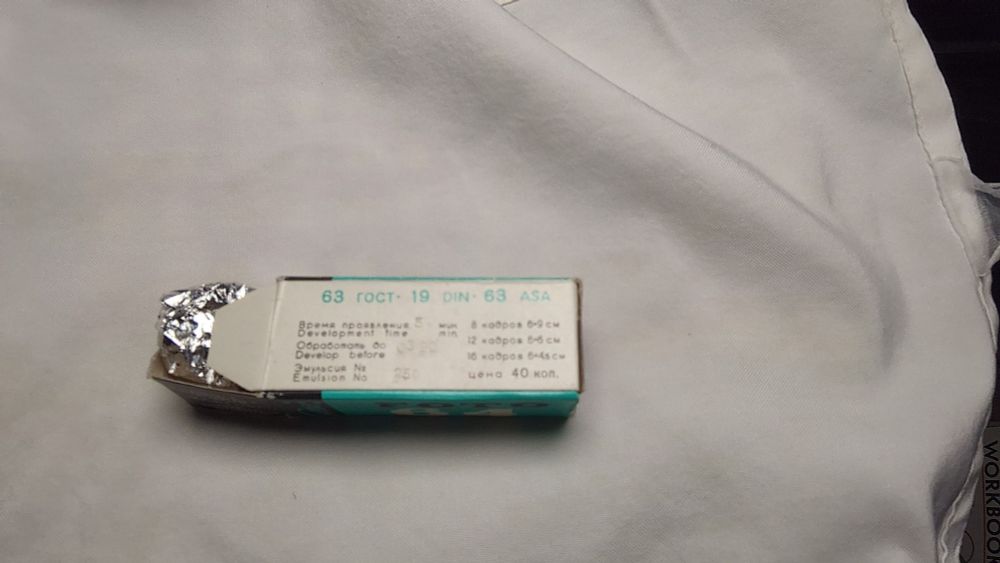 63 ГОСТ· 19 DIN· 63 ASA
Время проявления 5 мин
Development time min
Обработать до
Develop before
Эмульсия №
Emulsion No
8 кадров 6×9 см
12 кадров 6×6 см
16 кадров 6×4,5 см
цена 40 коп.
WORKBOOK